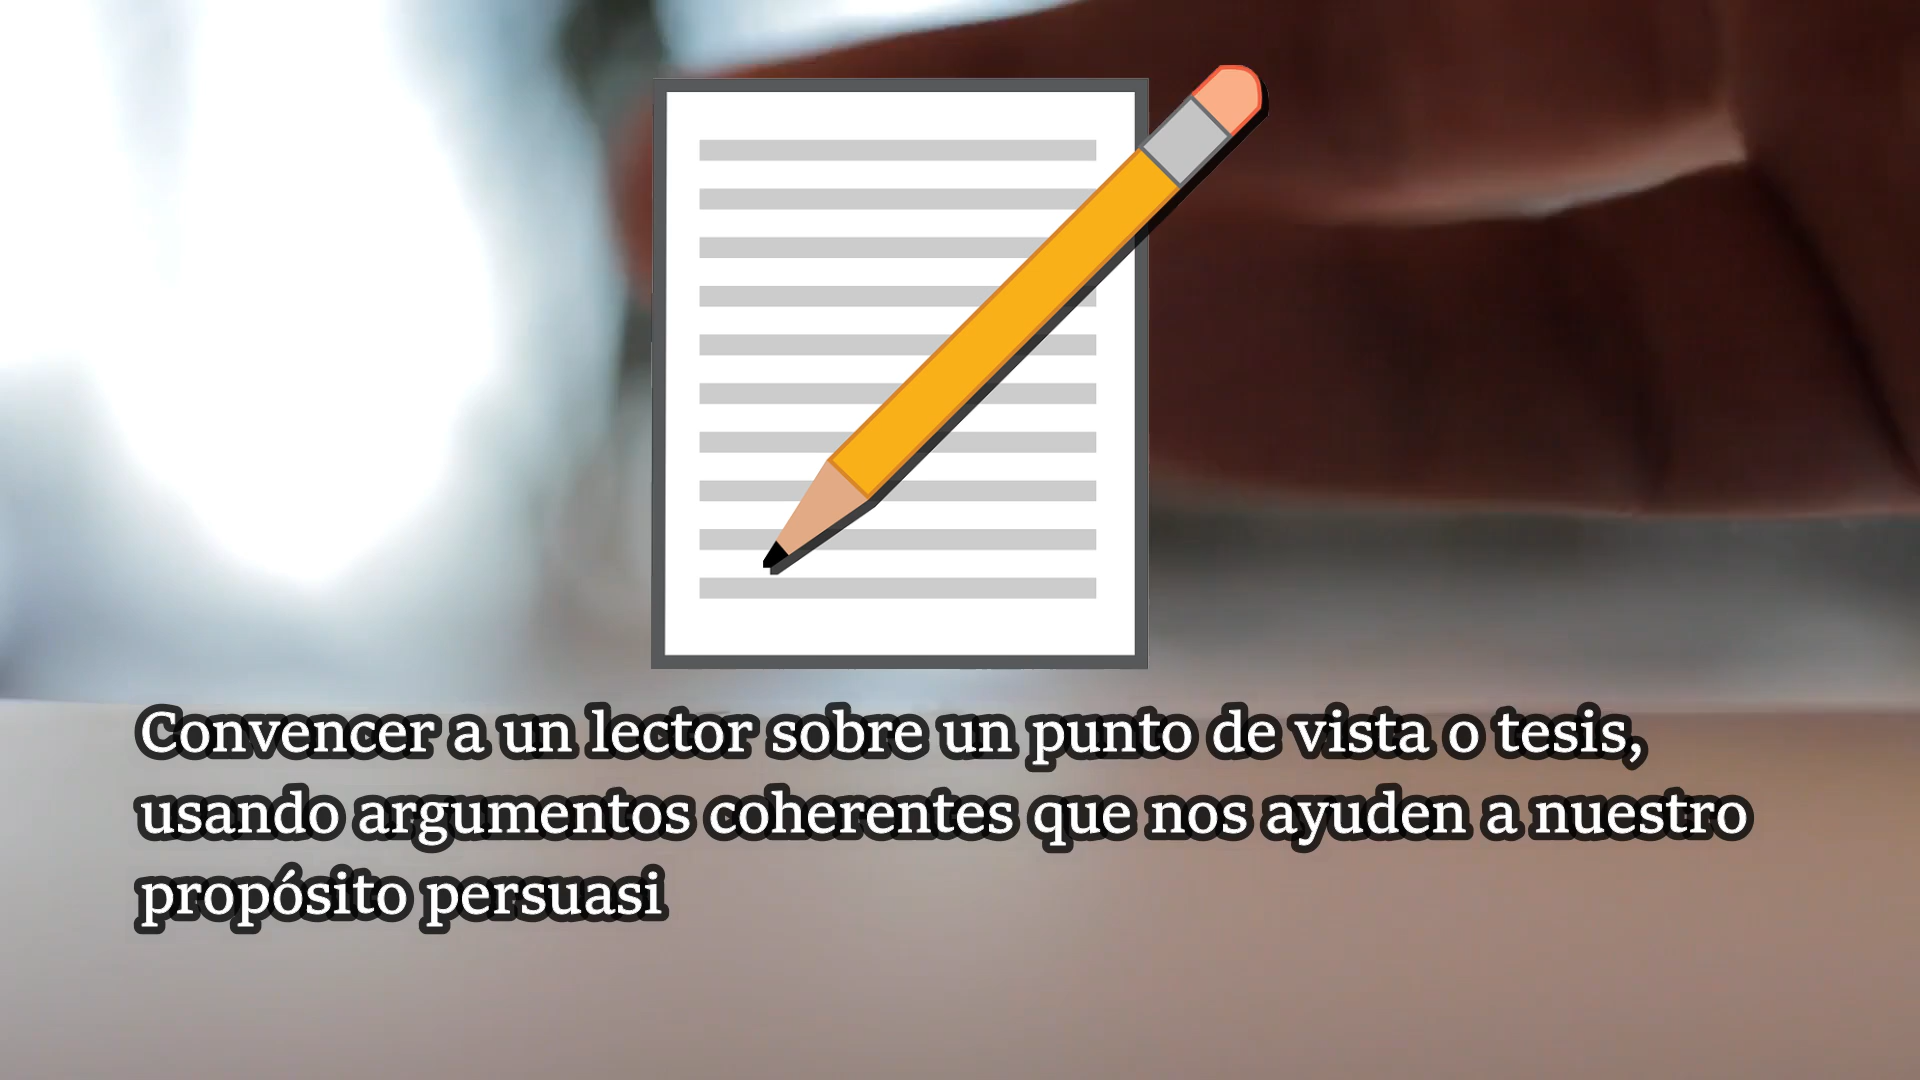 Convencer a un lector sobre un punto de vista o tesis,
usando argumentos coherentes que nos ayuden a nuestro
propósito persuasi